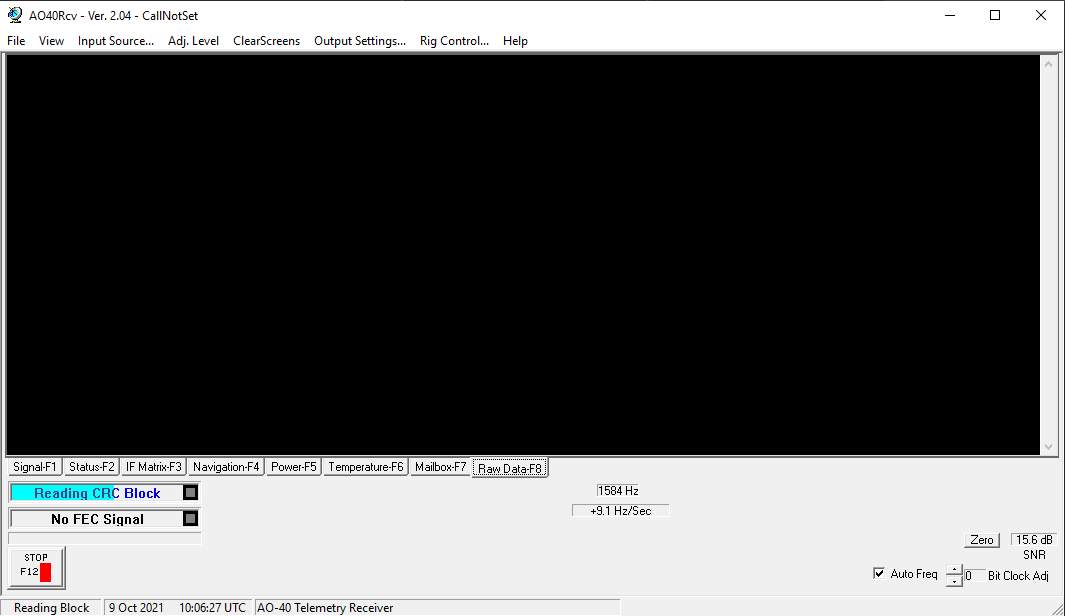 AO40Rcv - Ver. 2.04 - CallNotSet
File View Input Source... Adj. Level ClearScreens Output Settings... Rig Control... Help
Signal-F1 Status-F2 IF Matrix-F3 Navigation-F4 Power-F5 Temperature-F6 Mailbox-F7 Raw Data-F8
Reading CRC Block
1584 Hz
+9.1 Hz/Sec
No FEC Signal
Zero 15.6 dB
SNR
STOP
F12
Auto Freq 0 Bit Clock Adj
Reading Block 9 Oct 2021 10:06:27 UTC AO-40 Telemetry Receiver